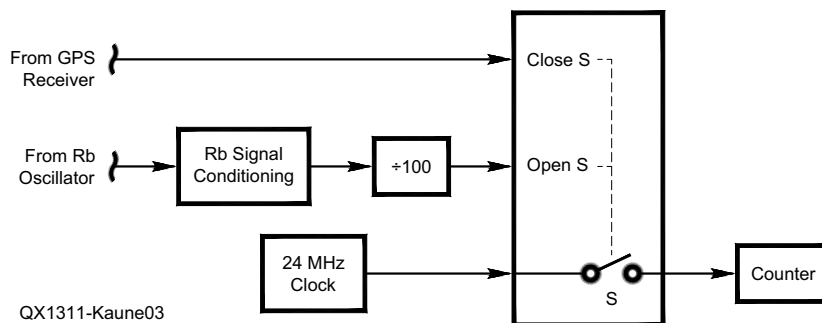 From GPS
Receiver
Close S
From Rb
Oscillator
Rb Signal
Conditioning
÷100
Open S
24 MHz
Clock
S
Counter
QX1311-Kaune03